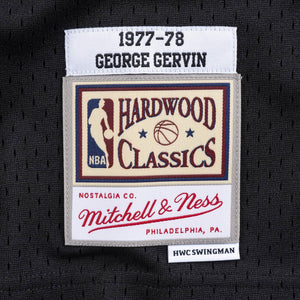 1977-78
GEORGE GERVIN
HARDWOOD
NBA
CLASSICS
NOSTALGIA CO.
Mitchell & Ness
PHILADELPHIA, PA.
HWC SWINGMAN